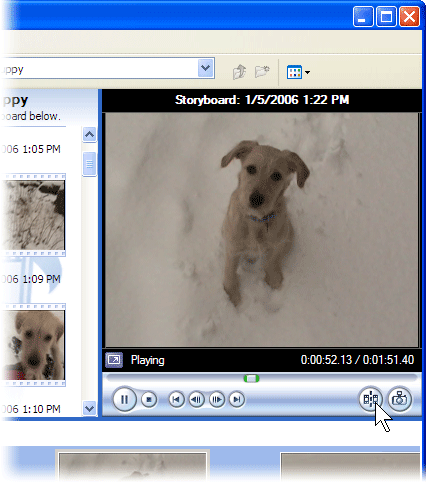 ppy
Storyboard: 1/5/2006 1:22 PM
ppy
board below.
006 1:05 PM
006 1:09 PM
Playing
0:00:52.13 / 0:01:51.40
006 1:10 PM